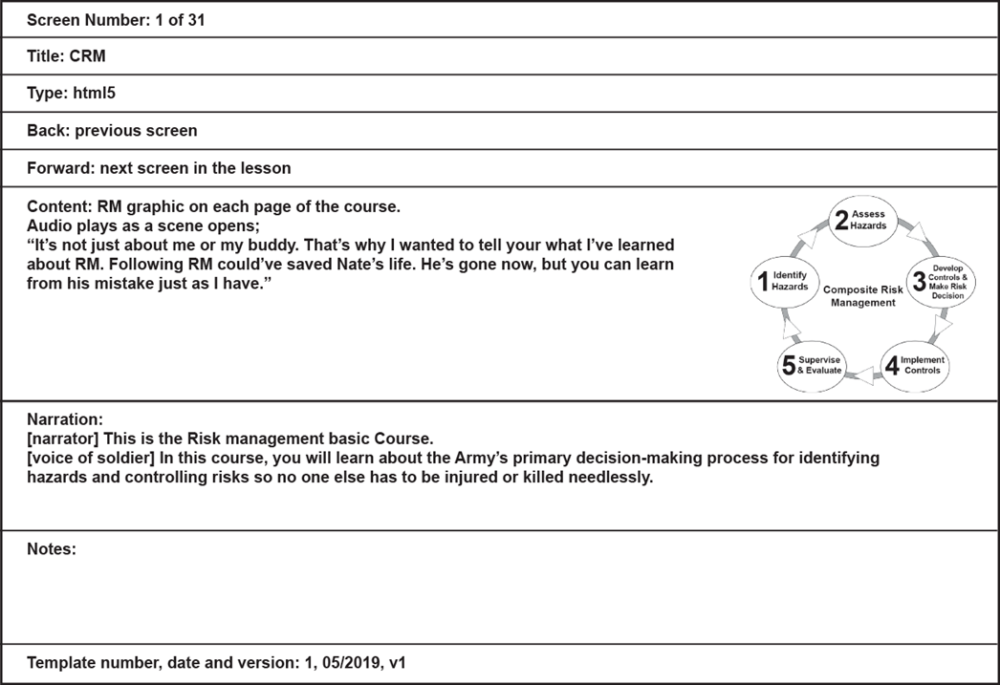 Screen Number: 1 of 31
Title: CRM
Type: html5
Back: previous screen
Forward: next screen in the lesson
Content: RM graphic on each page of the course.
Audio plays as a scene opens;
“It’s not just about me or my buddy. That’s why I wanted to tell your what I’ve learned
about RM. Following RM could’ve saved Nate’s life. He’s gone now, but you can learn
from his mistake just as I have.”
1 Identify
Hazards
2 Assess
Hazards
3 Develop
Controls &
Make Risk
Decision
4 Implement
Controls
5 Supervise
& Evaluate
Composite Risk
Management
Narration:
[narrator] This is the Risk management basic Course.
[voice of soldier] In this course, you will learn about the Army’s primary decision-making process for identifying
hazards and controlling risks so no one else has to be injured or killed needlessly.
Notes:
Template number, date and version: 1, 05/2019, v1